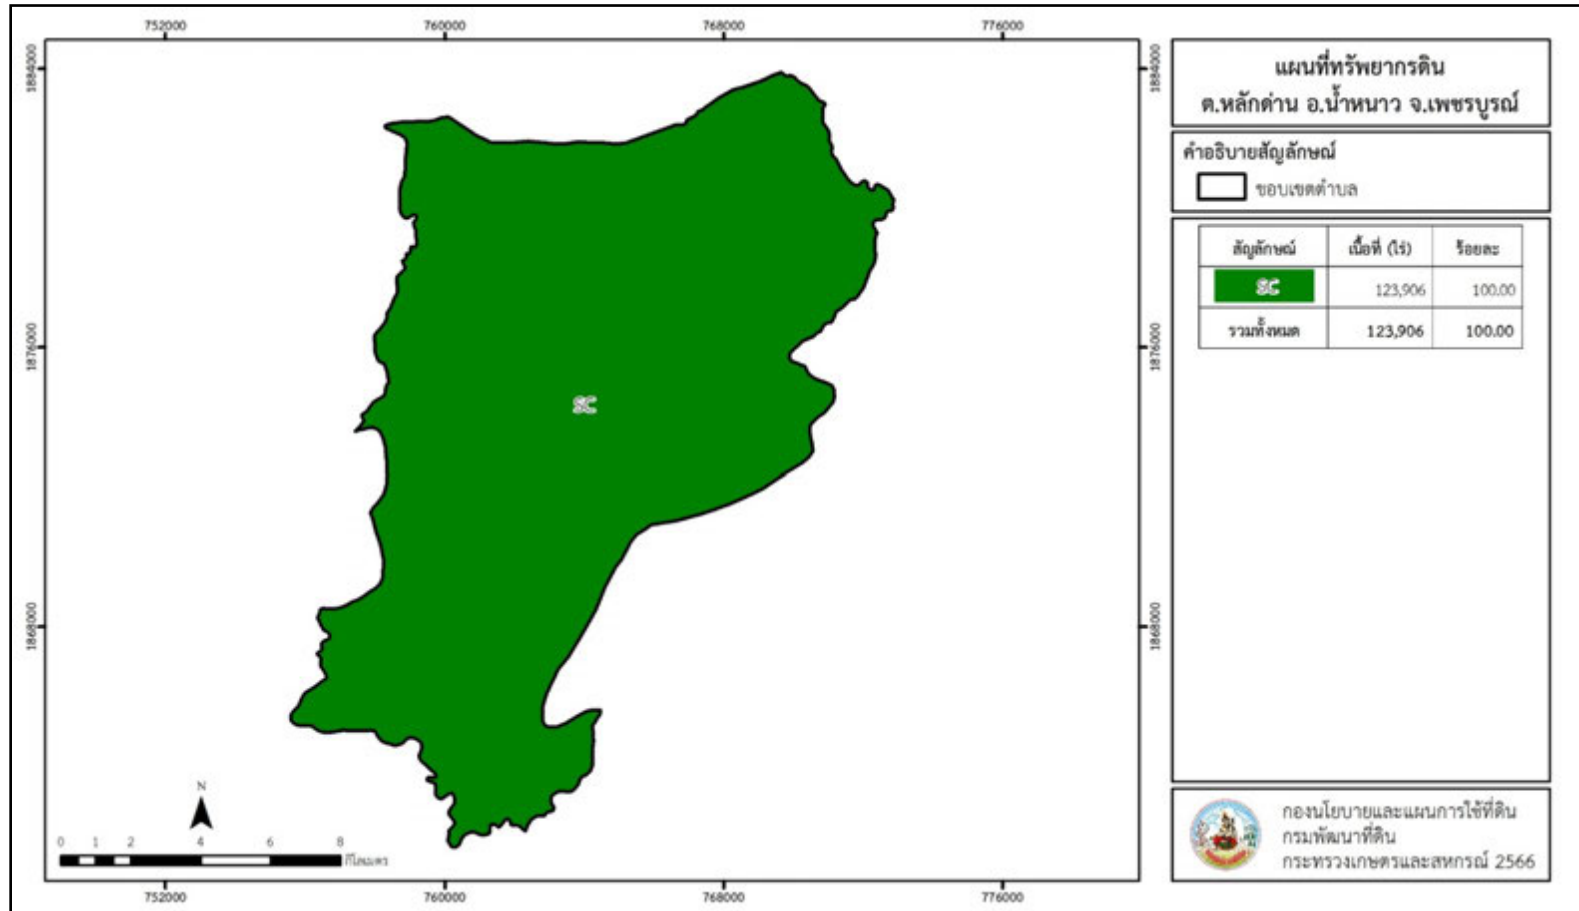 752000
760000
768000
776000
1884000
1884000
แผนที่ทรัพยากรดิน
ต.หลักด่าน อ.น้ำหนาว จ.เพชรบูรณ์
คำอธิบายสัญลักษณ์
ขอบเขตตำบล
สัญลักษณ์ เนื้อที่ (ไร่) ร้อยละ
SC 123,906 100.00
รวมทั้งหมด 123,906 100.00
1876000
1876000
SC
1868000
1868000
N
0 1 2 4 6 8
กิโลเมตร
กองนโยบายและแผนการใช้ที่ดิน
กรมพัฒนาที่ดิน
กระทรวงเกษตรและสหกรณ์ 2566
752000
760000
768000
776000